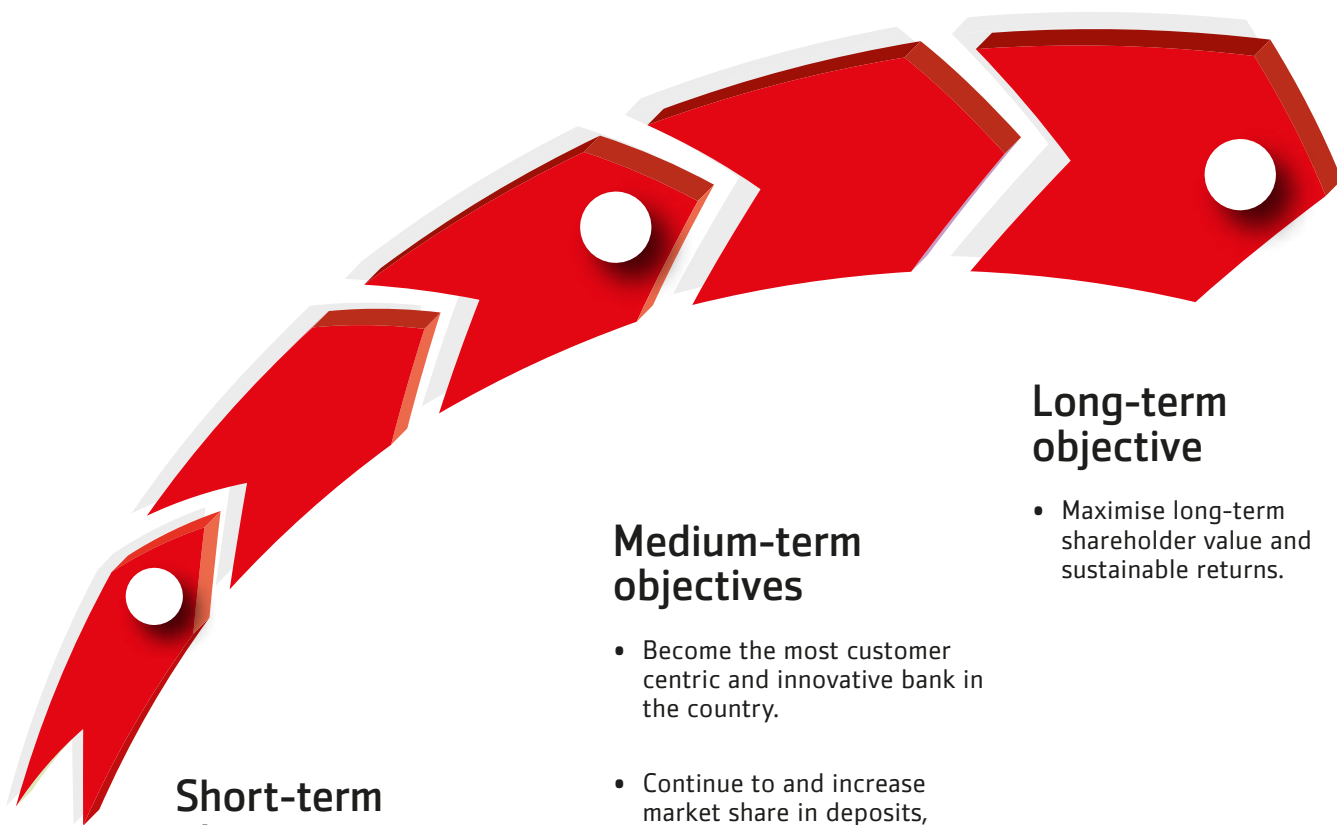 Long-term
objective
• Maximise long-term
shareholder value and
sustainable returns.
Medium-term
objectives
• Become the most customer
centric and innovative bank in
the country.
• Continue to and increase
market share in deposits,
Short-term